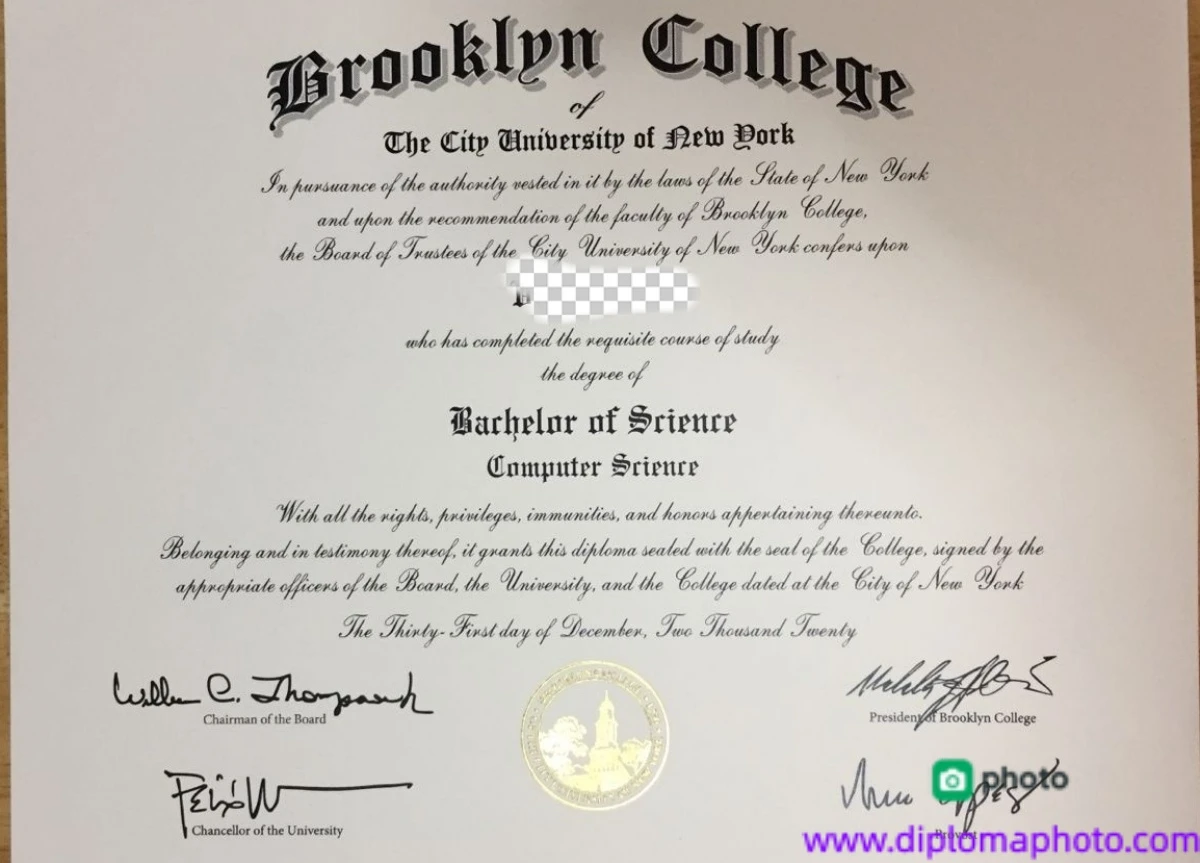 Brooklyn College
of
The City University of New York
In pursuance of the authority vested in it by the laws of the State of New York
and upon the recommendation of the faculty of Brooklyn College,
the Board of Trustees of the City University of New York confers upon
who has completed the requisite course of study
the degree of
Bachelor of Science
Computer Science
With all the rights, privileges, immunities, and honors appertaining thereunto.
Belonging and in testimony thereof, it grants this diploma sealed with the seal of the College, signed by the
appropriate officers of the Board, the University, and the College dated at the City of New York
The Thirty-First day of December, Two Thousand Twenty
William C. Thompson
Chairman of the Board
President of Brooklyn College
Chancellor of the University
photo
Provost
www.diplomaphoto.com